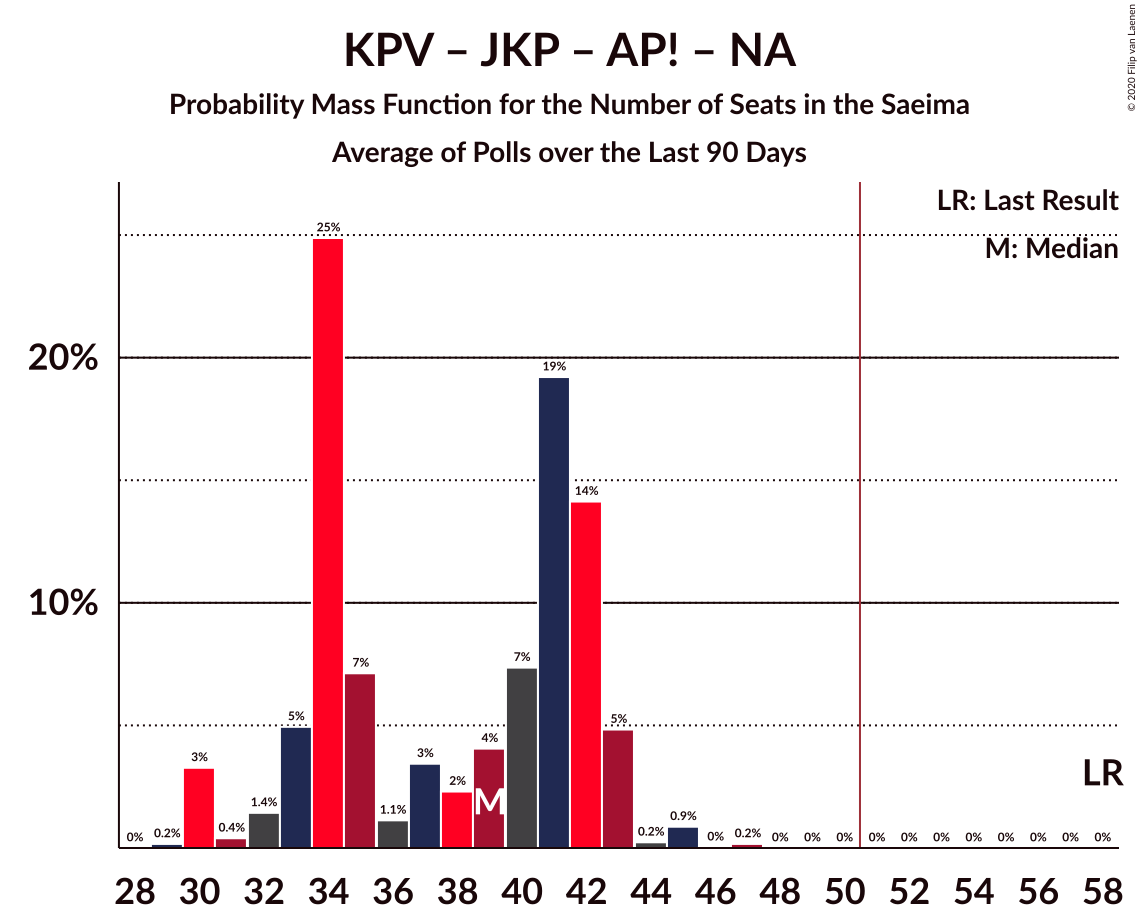 KPV – JKP – AP! – NA
Probability Mass Function for the Number of Seats in the Saeima
Average of Polls over the Last 90 Days
© 2020 Filip van Laenen
LR: Last Result
M: Median
20%
10%
0% 0.2% 3% 0.4% 1.4% 5% 25% 7% 1.1% 3% 2% 4% 7% 19% 14% 5% 0.2% 0.9% 0% 0.2% 0% 0% 0% 0% 0% 0% 0% 0% 0% 0% 0%
M
LR
28 30 32 34 36 38 40 42 44 46 48 50 52 54 56 58